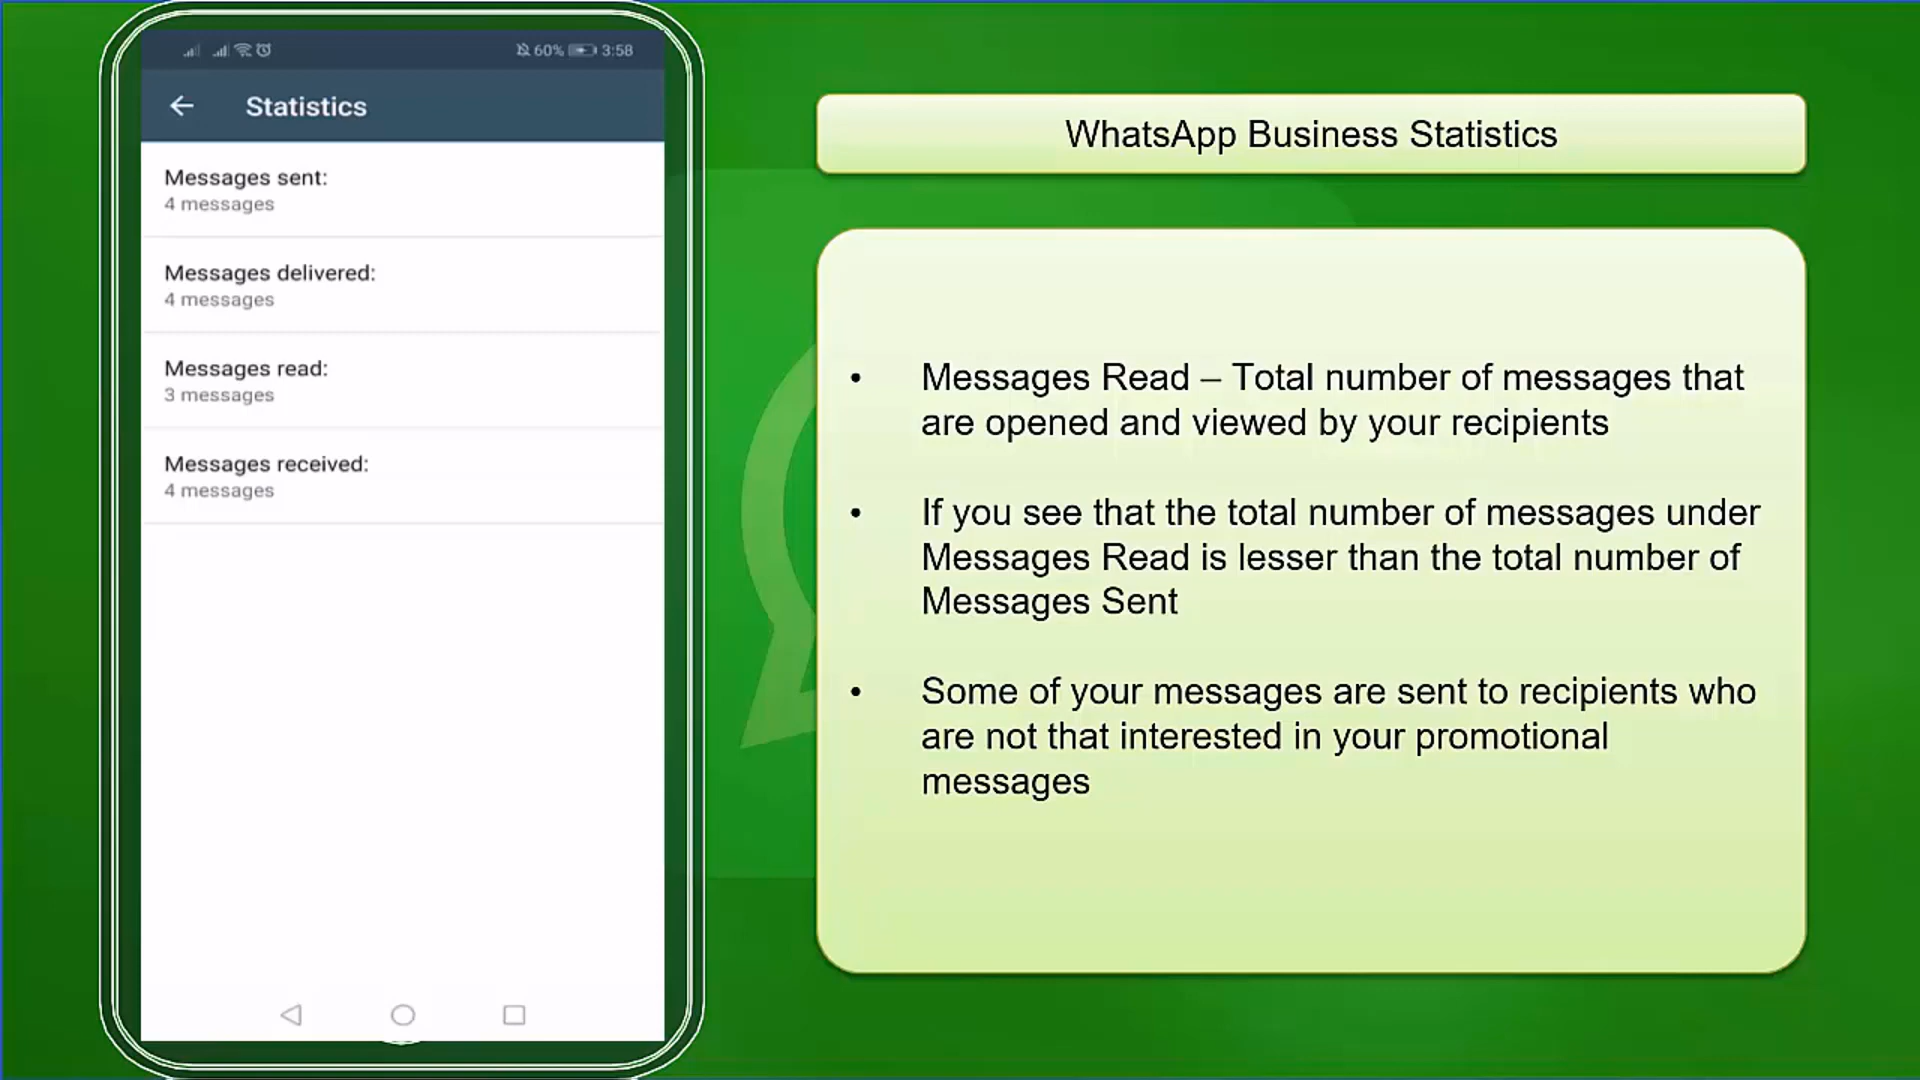 60% 3:58
Statistics
Messages sent:
4 messages
Messages delivered:
4 messages
Messages read:
3 messages
Messages received:
4 messages
WhatsApp Business Statistics
• Messages Read – Total number of messages that
are opened and viewed by your recipients
• If you see that the total number of messages under
Messages Read is lesser than the total number of
Messages Sent
• Some of your messages are sent to recipients who
are not that interested in your promotional
messages